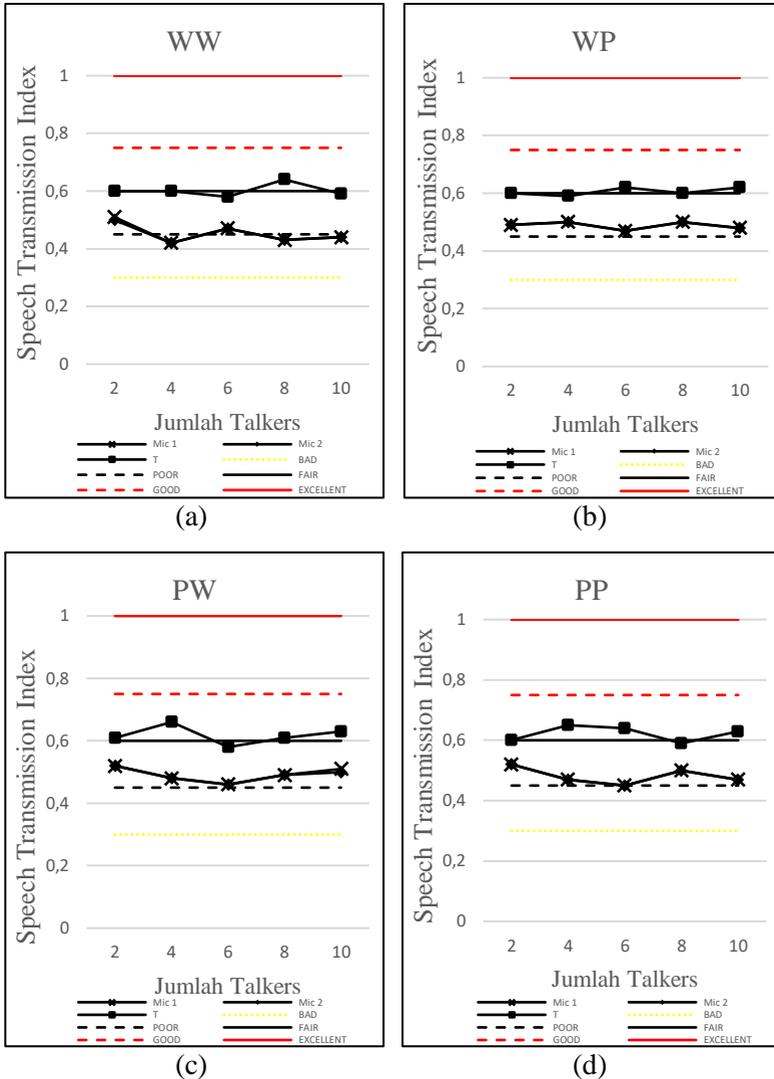 WW
Speech Transmission Index
1
0,8
0,6
0,4
0,2
0
2 4 6 8 10
Jumlah Talkers
Mic 1 Mic 2
T BAD
POOR FAIR
GOOD EXCELLENT
(a)
WP
Speech Transmission Index
1
0,8
0,6
0,4
0,2
0
2 4 6 8 10
Jumlah Talkers
Mic 1 Mic 2
T BAD
POOR FAIR
GOOD EXCELLENT
(b)
PW
Speech Transmission Index
1
0,8
0,6
0,4
0,2
0
2 4 6 8 10
Jumlah Talkers
Mic 1 Mic 2
T BAD
POOR FAIR
GOOD EXCELLENT
(c)
PP
Speech Transmission Index
1
0,8
0,6
0,4
0,2
0
2 4 6 8 10
Jumlah Talkers
Mic 1 Mic 2
T BAD
POOR FAIR
GOOD EXCELLENT
(d)